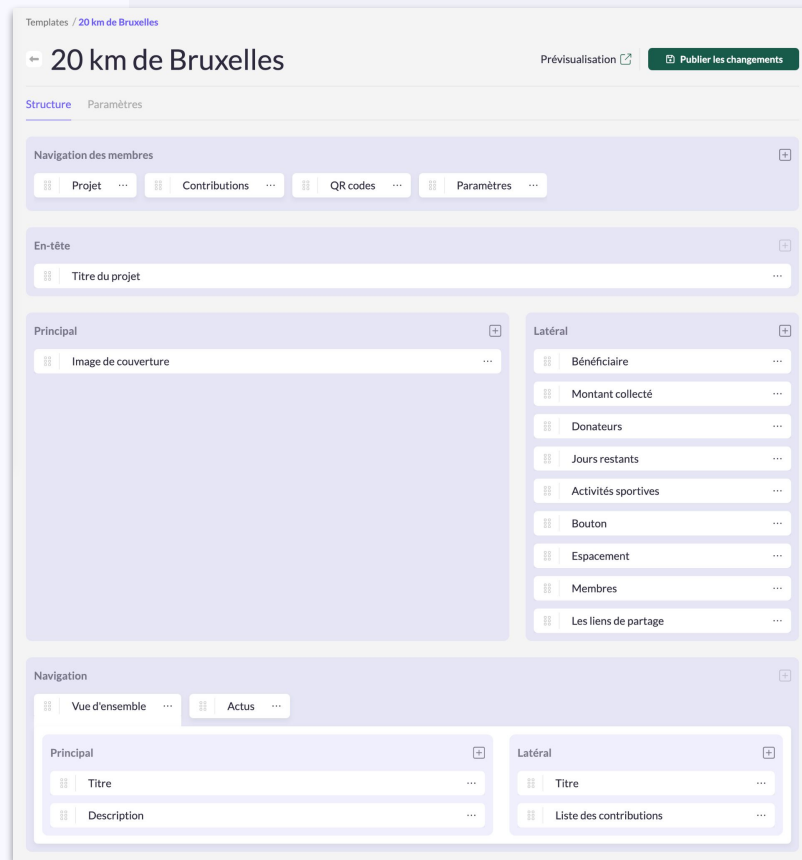 Templates / 20 km de Bruxelles
20 km de Bruxelles
Prévisualisation
Publier les changements
Structure Paramètres
Navigation des membres
Projet ... Contributions ... QR codes ... Paramètres ...
En-tête
Titre du projet ...
Principal
Image de couverture ...
Latéral
Bénéficiaire ...
Montant collecté ...
Donateurs ...
Jours restants ...
Activités sportives ...
Bouton ...
Espacement ...
Membres ...
Les liens de partage ...
Navigation
Vue d'ensemble ... Actus ...
Principal
Titre ...
Description ...
Latéral
Titre ...
Liste des contributions ...